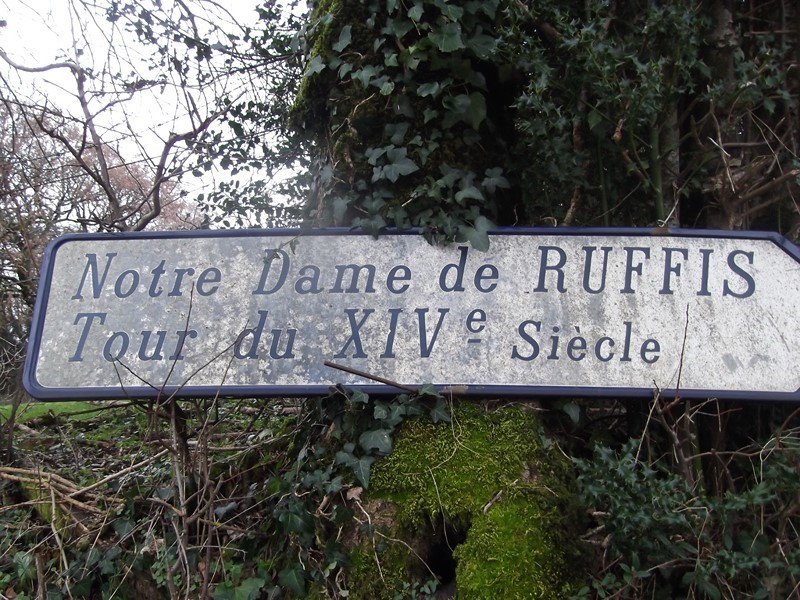 Notre Dame de RUFFIS
Tour du XIVe Siècle